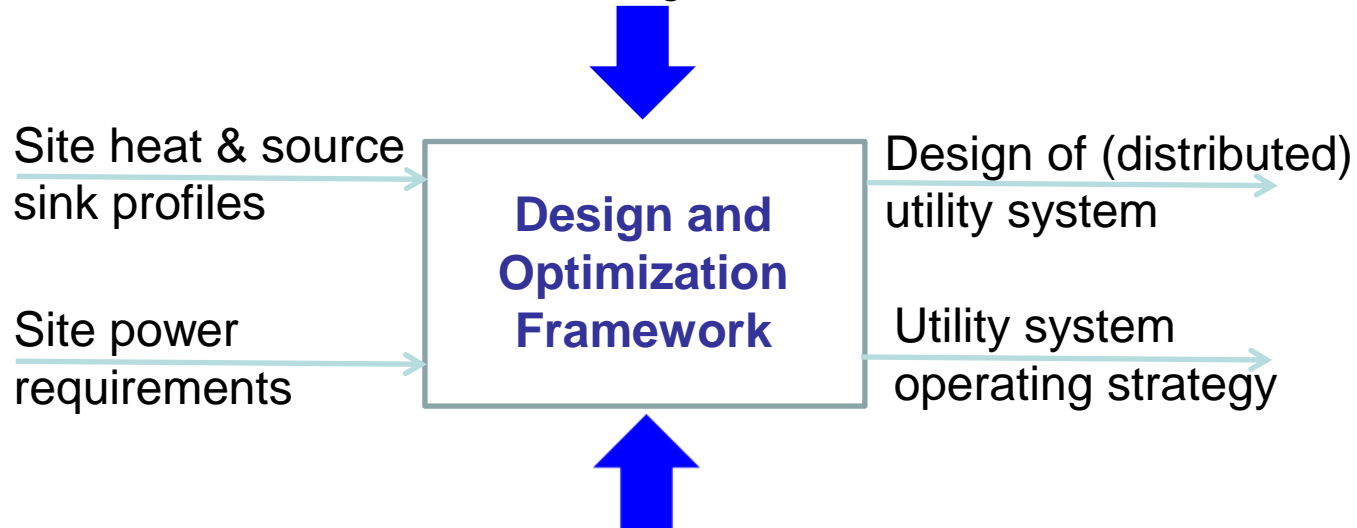 Site heat & source
sink profiles
Site power
requirements
Design and
Optimization
Framework
Design of (distributed)
utility system
Utility system
operating strategy